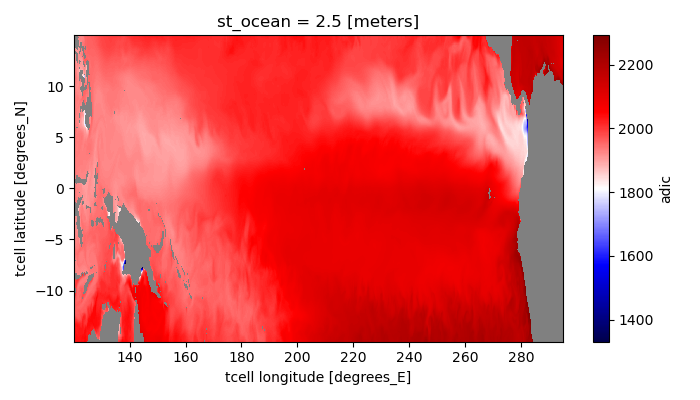 st_ocean = 2.5 [meters]
10
5
0
−5
−10
tcell latitude [degrees_N]
140 160 180 200 220 240 260 280
tcell longitude [degrees_E]
2200
2000
1800
1600
1400
adic